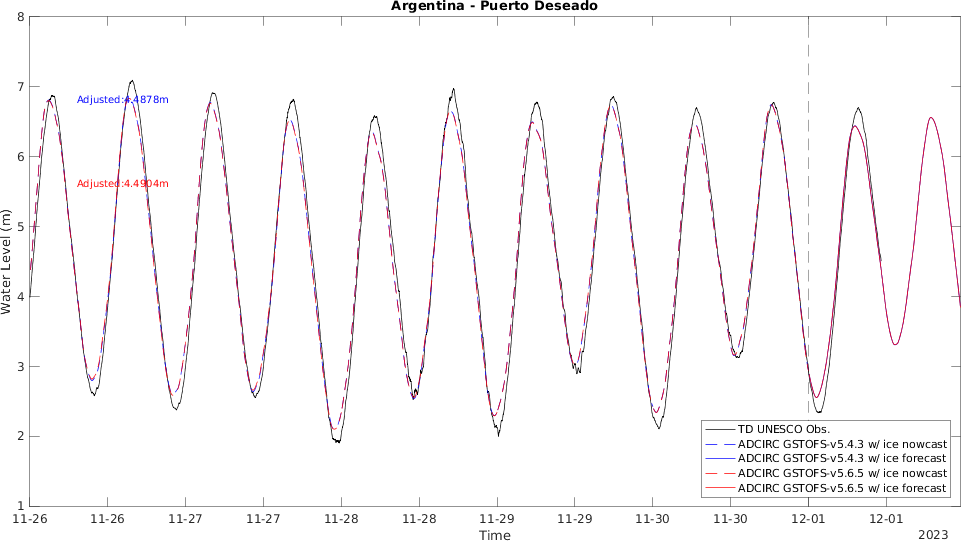 Argentina - Puerto Deseado
8
7
6
5
4
3
2
1
Water Level (m)
Adjusted:4.4878m
Adjusted:4.4904m
TD UNESCO Obs.
ADCIRC GSTOFS-v5.4.3 w/ ice nowcast
ADCIRC GSTOFS-v5.4.3 w/ ice forecast
ADCIRC GSTOFS-v5.6.5 w/ ice nowcast
ADCIRC GSTOFS-v5.6.5 w/ ice forecast
11-26 11-26 11-27 11-27 11-28 11-28 11-29 11-29 11-30 11-30 12-01 12-01
Time
2023